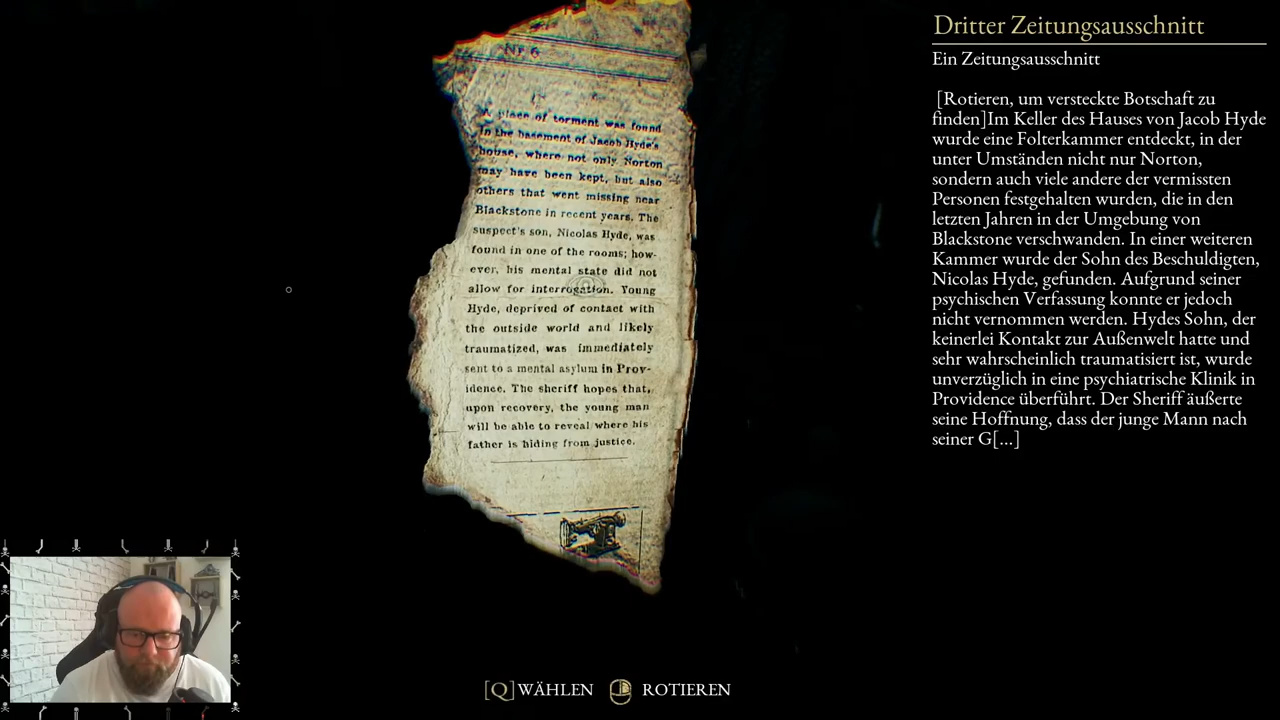 Nr 6
A place of torment was found
in the basement of Jacob Hyde's
house, where not only Norton
may have been kept, but also
others that went missing near
Blackstone in recent years. The
suspect's son, Nicolas Hyde, was
found in one of the rooms; how-
ever, his mental state did not
allow for interrogation. Young
Hyde, deprived of contact with
the outside world and likely
traumatized, was immediately
sent to a mental asylum in Prov-
idence. The sheriff hopes that,
upon recovery, the young man
will be able to reveal where his
father is hiding from justice.
Dritter Zeitungsausschnitt
Ein Zeitungsausschnitt
[Rotieren, um versteckte Botschaft zu
finden]Im Keller des Hauses von Jacob Hyde
wurde eine Folterkammer entdeckt, in der
unter Umständen nicht nur Norton,
sondern auch viele andere der vermissten
Personen festgehalten wurden, die in den
letzten Jahren in der Umgebung von
Blackstone verschwanden. In einer weiteren
Kammer wurde der Sohn des Beschuldigten,
Nicolas Hyde, gefunden. Aufgrund seiner
psychischen Verfassung konnte er jedoch
nicht vernommen werden. Hydes Sohn, der
keinerlei Kontakt zur Außenwelt hatte und
sehr wahrscheinlich traumatisiert ist, wurde
unverzüglich in eine psychiatrische Klinik in
Providence überführt. Der Sheriff äußerte
seine Hoffnung, dass der junge Mann nach
seiner G[...]
[Q] WÄHLEN ROTIEREN